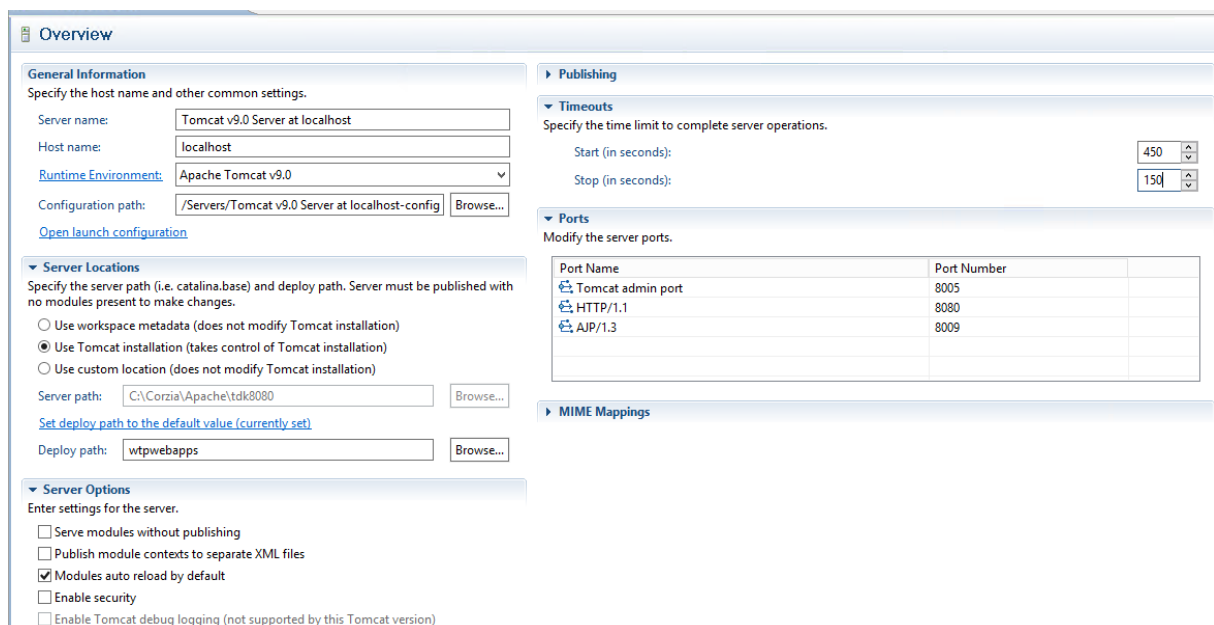 Overview
General Information
Specify the host name and other common settings.
Server name: Tomcat v9.0 Server at localhost
Host name: localhost
Runtime Environment: Apache Tomcat v9.0
Configuration path: /Servers/Tomcat v9.0 Server at localhost-config Browse...
Open launch configuration
Server Locations
Specify the server path (i.e. catalina.base) and deploy path. Server must be published with
no modules present to make changes.
Use workspace metadata (does not modify Tomcat installation)
Use Tomcat installation (takes control of Tomcat installation)
Use custom location (does not modify Tomcat installation)
Server path: C:\Corzia\Apache\tdk8080 Browse...
Set deploy path to the default value (currently set)
Deploy path: wtpwebapps Browse...
Server Options
Enter settings for the server.
Serve modules without publishing
Publish module contexts to separate XML files
Modules auto reload by default
Enable security
Enable Tomcat debug logging (not supported by this Tomcat version)
Publishing
Timeouts
Specify the time limit to complete server operations.
Start (in seconds): 450
Stop (in seconds): 150
Ports
Modify the server ports.
Port Name Port Number
Tomcat admin port 8005
HTTP/1.1 8080
AJP/1.3 8009
MIME Mappings